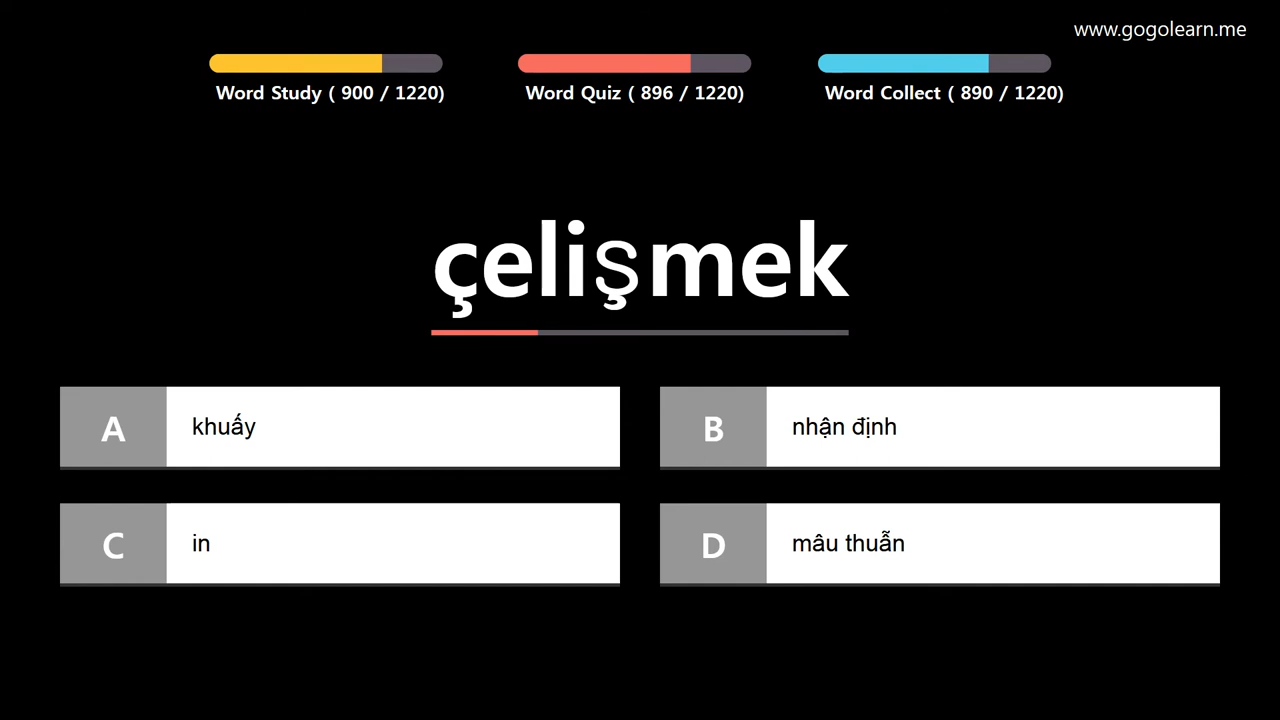 www.gogolearn.me
Word Study ( 900 / 1220)
Word Quiz ( 896 / 1220)
Word Collect ( 890 / 1220)
çelişmek
A
khuấy
B
nhận định
C
in
D
mâu thuẫn